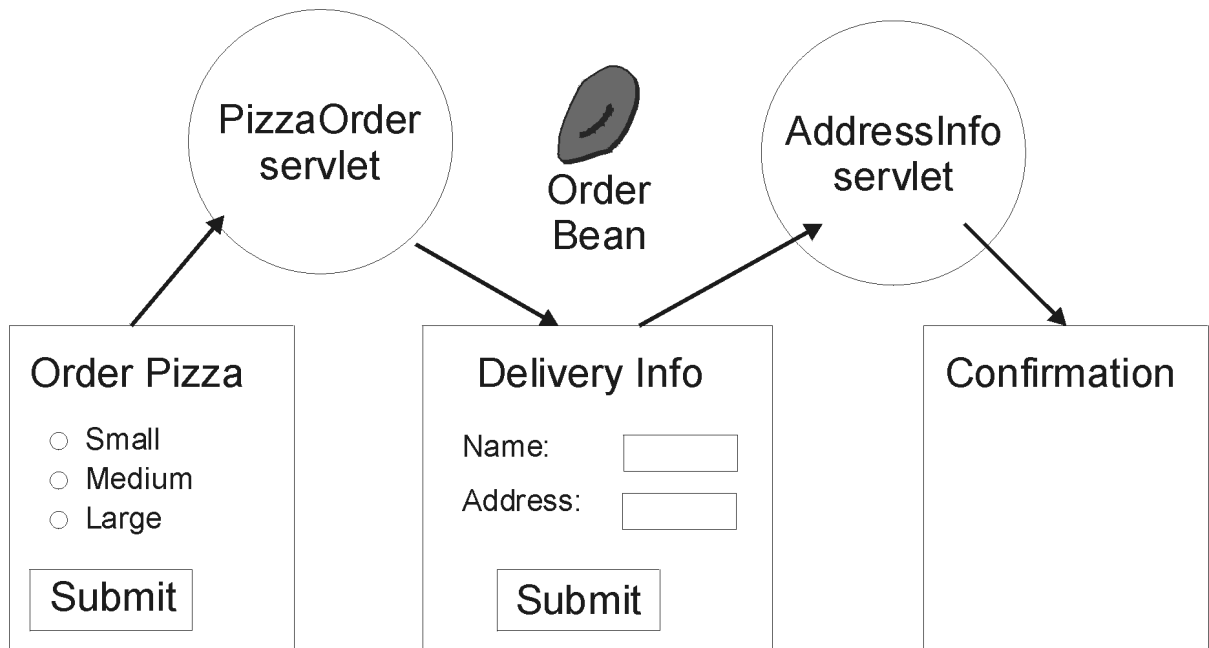 PizzaOrder
servlet
Order
Bean
AddressInfo
servlet
Order Pizza
Small
Medium
Large
Submit
Delivery Info
Name:
Address:
Submit
Confirmation